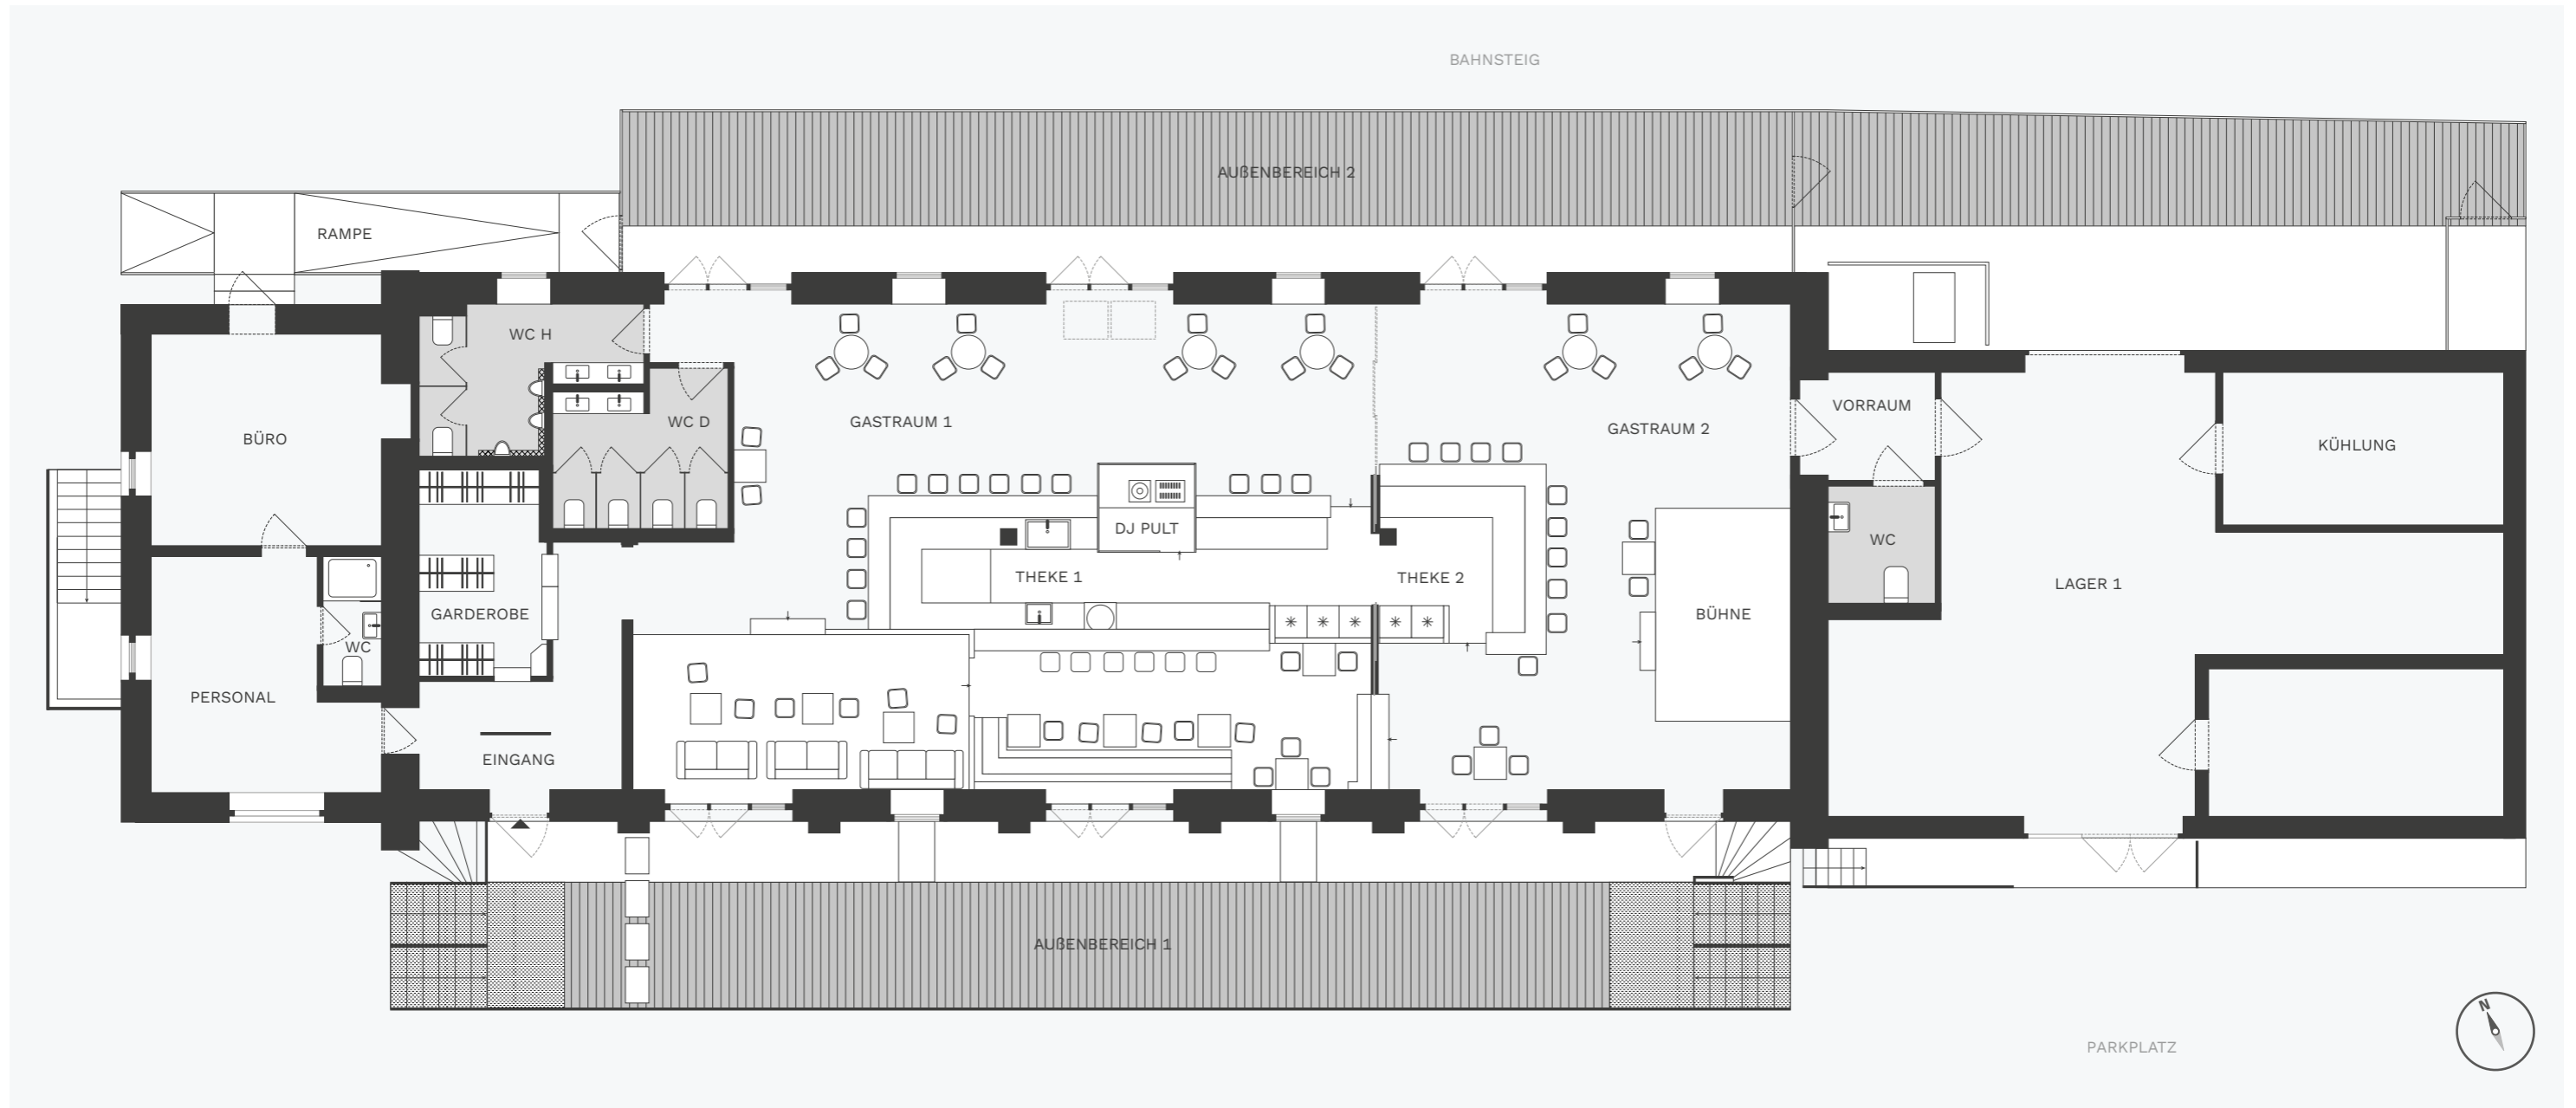 BAHNSTEIG
AUßENBEREICH 2
RAMPE
WC H
WC D
BÜRO
GASTRAUM 1
GASTRAUM 2
VORRAUM
KÜHLUNG
DJ PULT
WC
THEKE 1
THEKE 2
LAGER 1
GARDEROBE
BÜHNE
WC
PERSONAL
EINGANG
AUßENBEREICH 1
N
PARKPLATZ